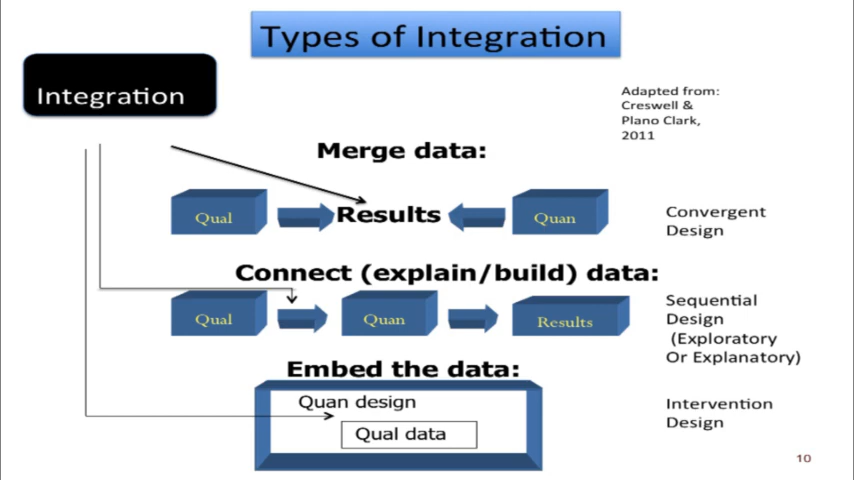 Types of Integration
Integration
Adapted from:
Creswell &
Plano Clark,
2011
Merge data:
Qual
Results
Quan
Convergent
Design
Connect (explain/build) data:
Qual
Quan
Results
Sequential
Design
(Exploratory
Or Explanatory)
Embed the data:
Quan design
Qual data
Intervention
Design
10